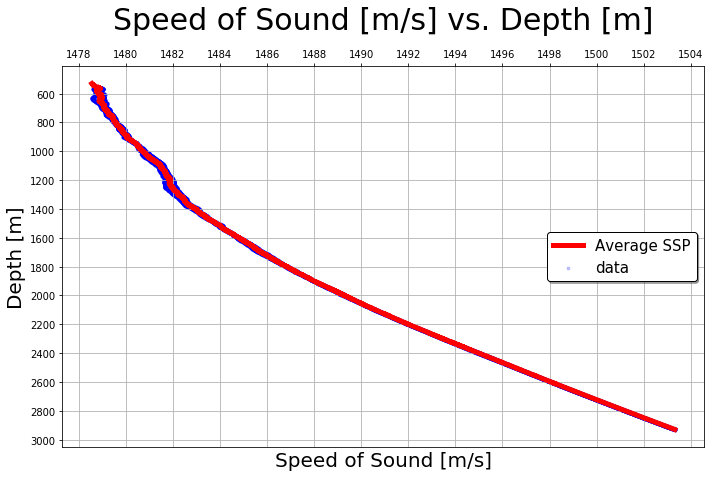 Speed of Sound [m/s] vs. Depth [m]
1478 1480 1482 1484 1486 1488 1490 1492 1494 1496 1498 1500 1502 1504
600
800
1000
1200
1400
1600
1800
2000
2200
2400
2600
2800
3000
Depth [m]
Average SSP
data
Speed of Sound [m/s]